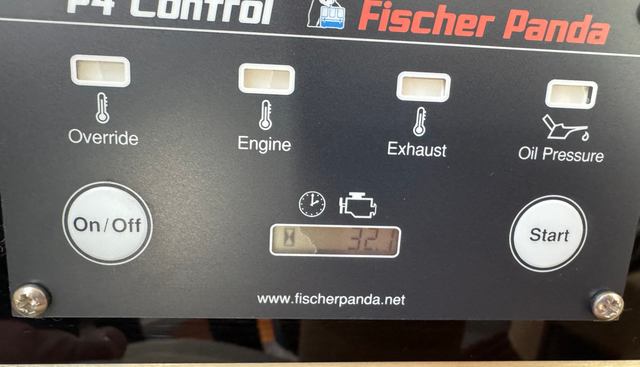 P4 Control
Fischer Panda
Override
Engine
Exhaust
Oil Pressure
On/Off
32.1
Start
www.fischerpanda.net